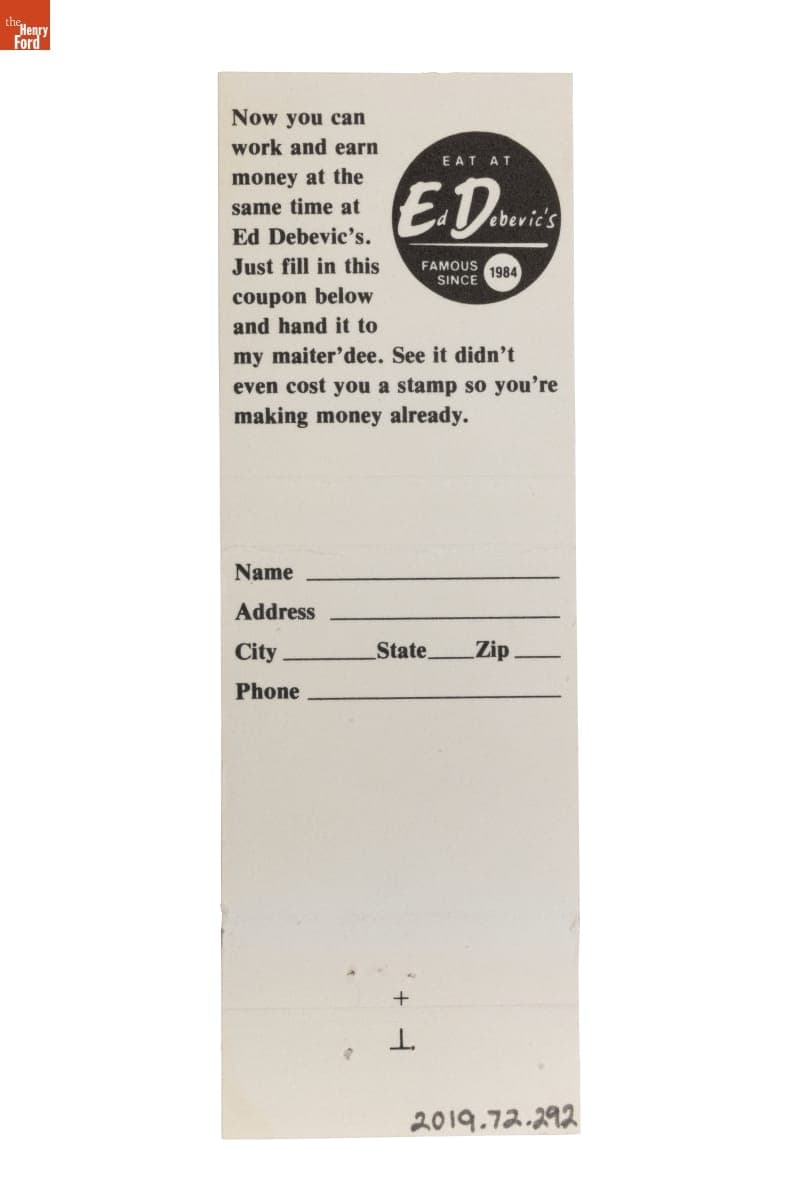 the
Henry
Ford
Now you can
work and earn
money at the
same time at
Ed Debevic's.
Just fill in this
coupon below
and hand it to
my maiter'dee. See it didn't
even cost you a stamp so you're
making money already.
EAT AT
Ed Debevic's
FAMOUS
SINCE 1984
Name
Address
City State Zip
Phone
2019.72.292